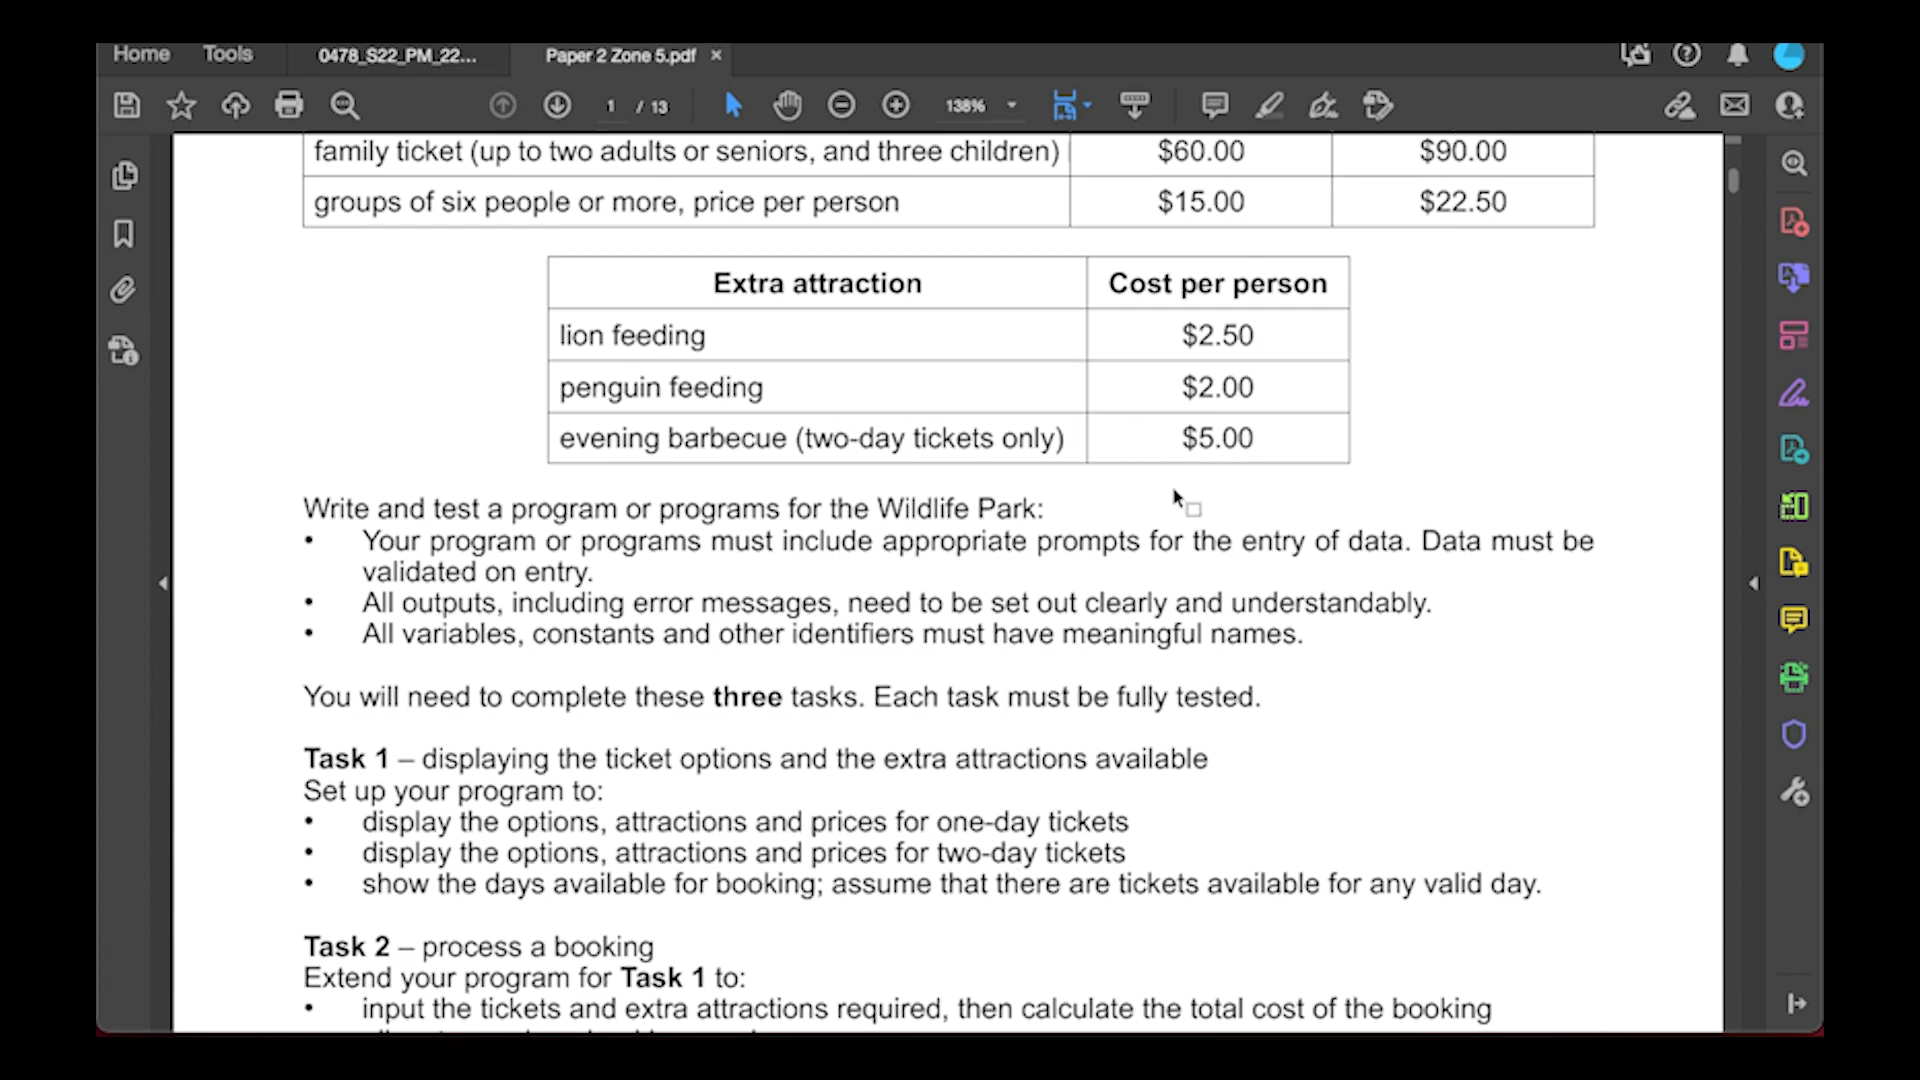 Home Tools 0478_S22_PM_22... Paper 2 Zone 5.pdf ×
1 / 13 138%
family ticket (up to two adults or seniors, and three children) $60.00 $90.00
groups of six people or more, price per person $15.00 $22.50
Extra attraction Cost per person
lion feeding $2.50
penguin feeding $2.00
evening barbecue (two-day tickets only) $5.00
Write and test a program or programs for the Wildlife Park:
• Your program or programs must include appropriate prompts for the entry of data. Data must be
validated on entry.
• All outputs, including error messages, need to be set out clearly and understandably.
• All variables, constants and other identifiers must have meaningful names.
You will need to complete these three tasks. Each task must be fully tested.
Task 1 – displaying the ticket options and the extra attractions available
Set up your program to:
• display the options, attractions and prices for one-day tickets
• display the options, attractions and prices for two-day tickets
• show the days available for booking; assume that there are tickets available for any valid day.
Task 2 – process a booking
Extend your program for Task 1 to:
• input the tickets and extra attractions required, then calculate the total cost of the booking